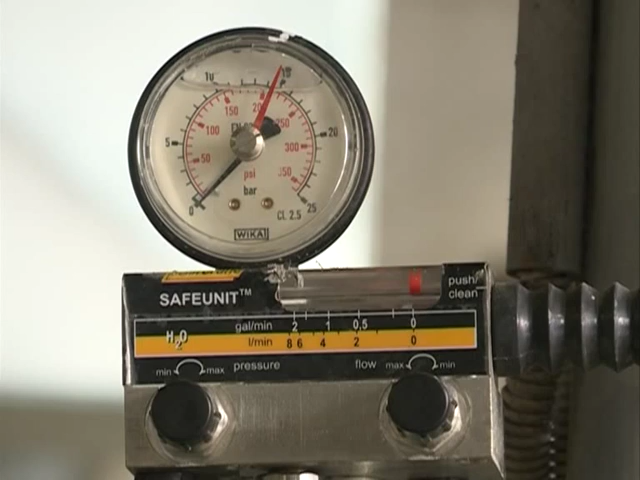 10 15
150 200
100 250
5 20
50 300
psi 350
bar
0 25
CL 2.5
WIKA
SAFEUNIT™
push/
clean
H₂O gal/min 2 1 0,5 0
l/min 8 6 4 2 0
min max pressure flow max min